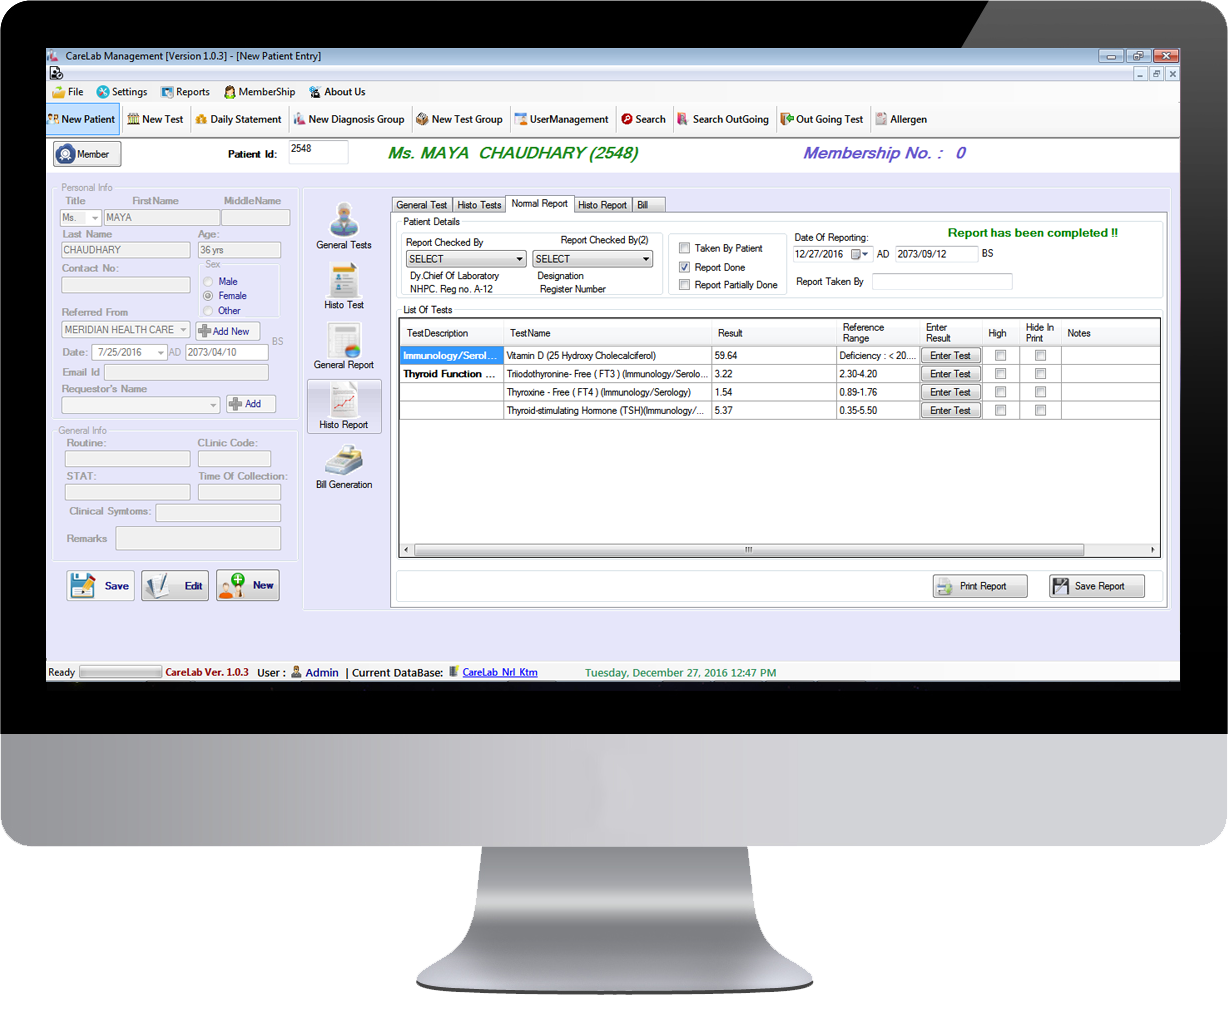 CareLab Management [Version 1.0.3] - [New Patient Entry]
File Settings Reports MemberShip About Us
New Patient New Test Daily Statement New Diagnosis Group New Test Group UserManagement Search Search OutGoing Out Going Test Allergen
Member Patient Id: 2548 Ms. MAYA CHAUDHARY (2548) Membership No. : 0
Personal Info
Title FirstName MiddleName
Ms. MAYA
Last Name Age:
CHAUDHARY 36 yrs
Contact No: Sex
Male
Female
Referred From Other
MERIDIAN HEALTH CARE Add New
BS
Date: 7/25/2016 AD 2073/04/10
Email Id
Requestor's Name
Add
General Info
Routine: CLinic Code:
STAT: Time Of Collection:
Clinical Symtoms:
Remarks
Save Edit New
General Tests
Histo Test
General Report
Histo Report
Bill Generation
General Test Histo Tests Normal Report Histo Report Bill
Patient Details
Report Checked By Report Checked By(2)
SELECT SELECT
Dy.Chief Of Laboratory Designation
NHPC. Reg no. A-12 Register Number
Taken By Patient
Report Done
Report Partially Done
Date Of Reporting: Report has been completed !!
12/27/2016 AD 2073/09/12 BS
Report Taken By
List Of Tests
TestDescription TestName Result Reference Range Enter Result High Hide In Print Notes
Immunology/Serol... Vitamin D (25 Hydroxy Cholecalciferol) 59.64 Deficiency : < 20.... Enter Test
Thyroid Function ... Triiodothyronine- Free ( FT3 ) (Immunology/Serolo... 3.22 2.30-4.20 Enter Test
Thyroxine - Free ( FT4 ) (Immunology/Serology) 1.54 0.89-1.76 Enter Test
Thyroid-stimulating Hormone (TSH)(Immunology/... 5.37 0.35-5.50 Enter Test
Print Report Save Report
Ready CareLab Ver. 1.0.3 User : Admin | Current DataBase: CareLab_Nrl_Ktm Tuesday, December 27, 2016 12:47 PM